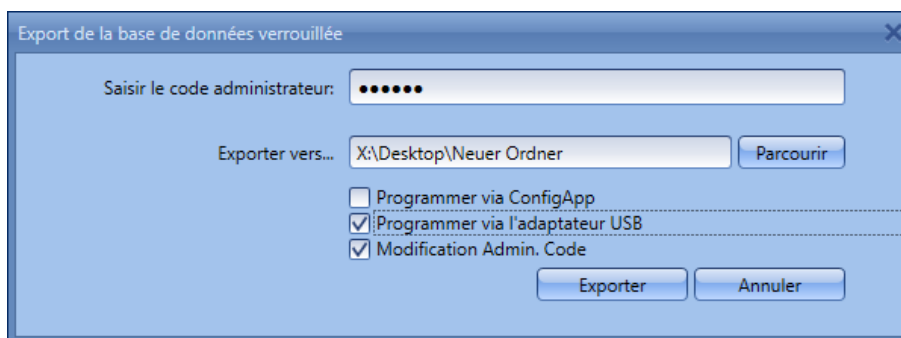 Export de la base de données verrouillée
Saisir le code administrateur: ●●●●●●
Exporter vers... X:\Desktop\Neuer Ordner Parcourir
Programmer via ConfigApp
Programmer via l'adaptateur USB
Modification Admin. Code
Exporter Annuler